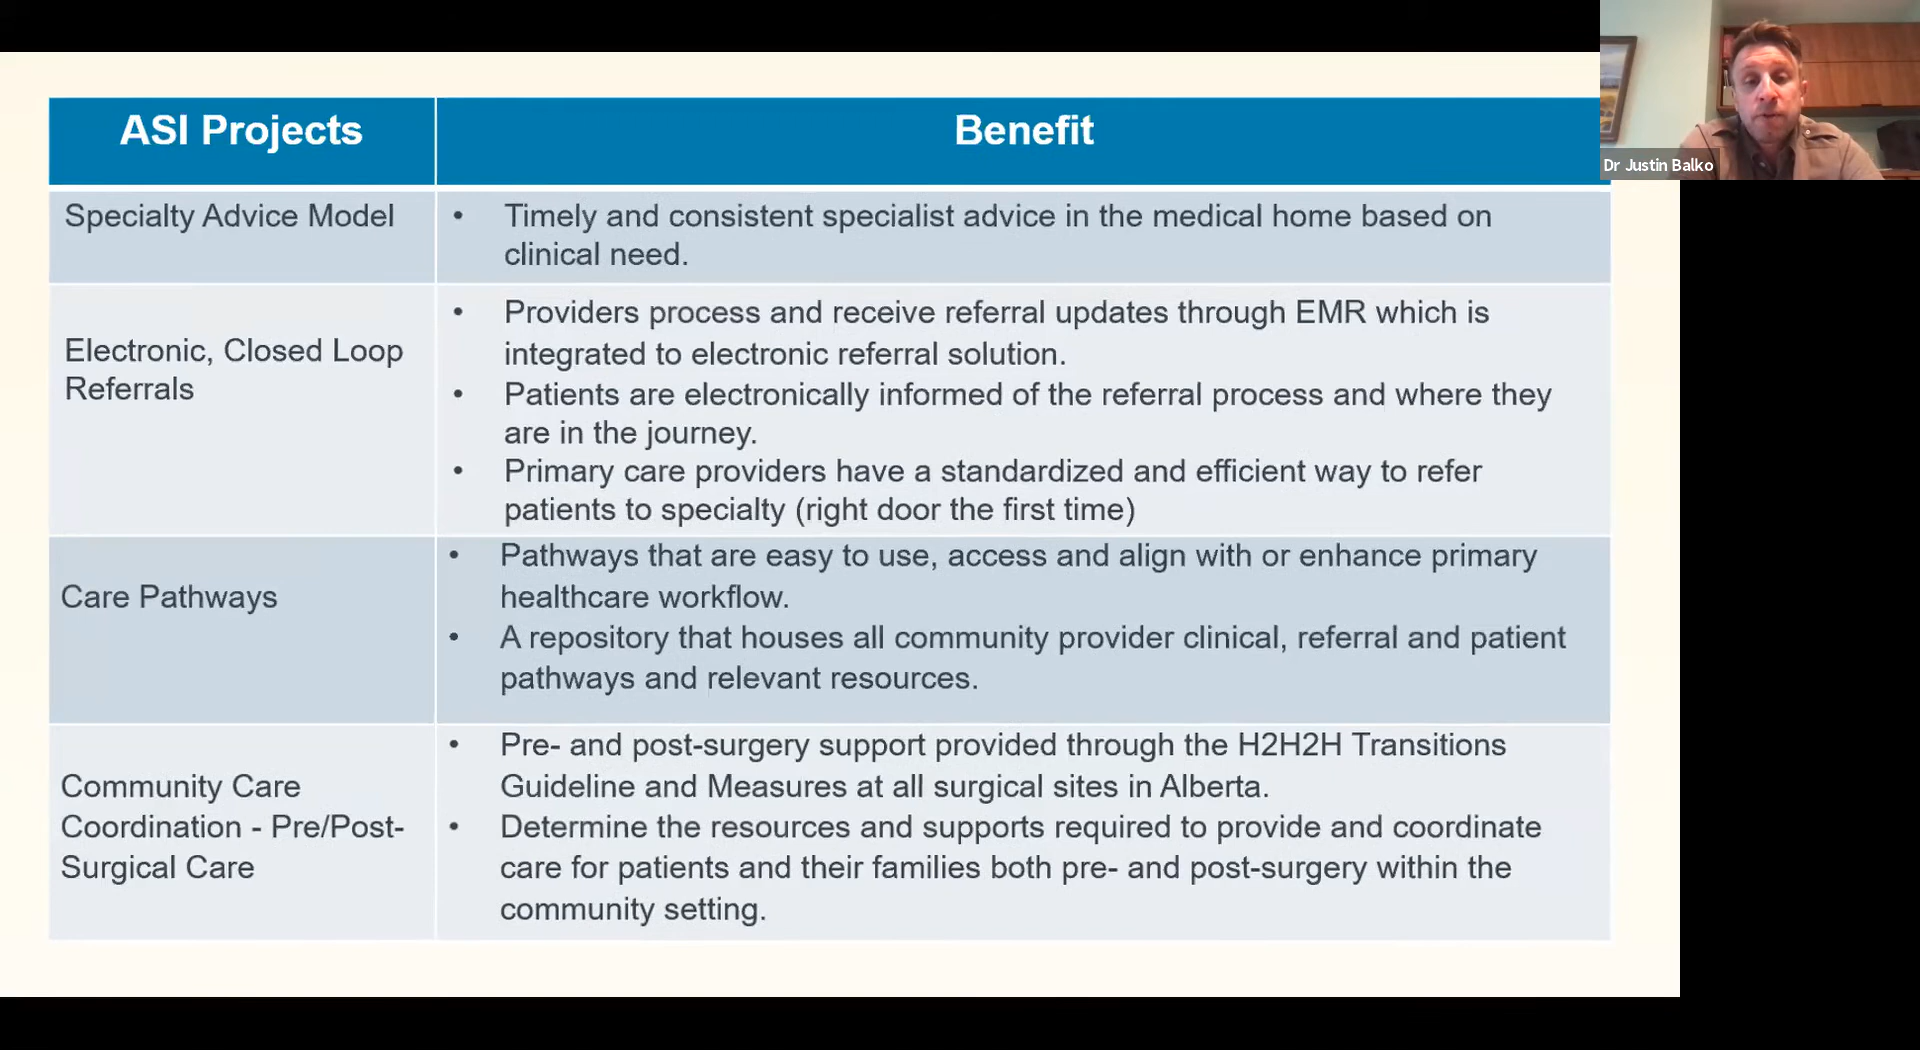 ASI Projects
Benefit
Dr Justin Balko
Specialty Advice Model
• Timely and consistent specialist advice in the medical home based on
clinical need.
Electronic, Closed Loop
Referrals
• Providers process and receive referral updates through EMR which is
integrated to electronic referral solution.
• Patients are electronically informed of the referral process and where they
are in the journey.
• Primary care providers have a standardized and efficient way to refer
patients to specialty (right door the first time)
Care Pathways
• Pathways that are easy to use, access and align with or enhance primary
healthcare workflow.
• A repository that houses all community provider clinical, referral and patient
pathways and relevant resources.
Community Care
Coordination - Pre/Post-
Surgical Care
• Pre- and post-surgery support provided through the H2H2H Transitions
Guideline and Measures at all surgical sites in Alberta.
• Determine the resources and supports required to provide and coordinate
care for patients and their families both pre- and post-surgery within the
community setting.